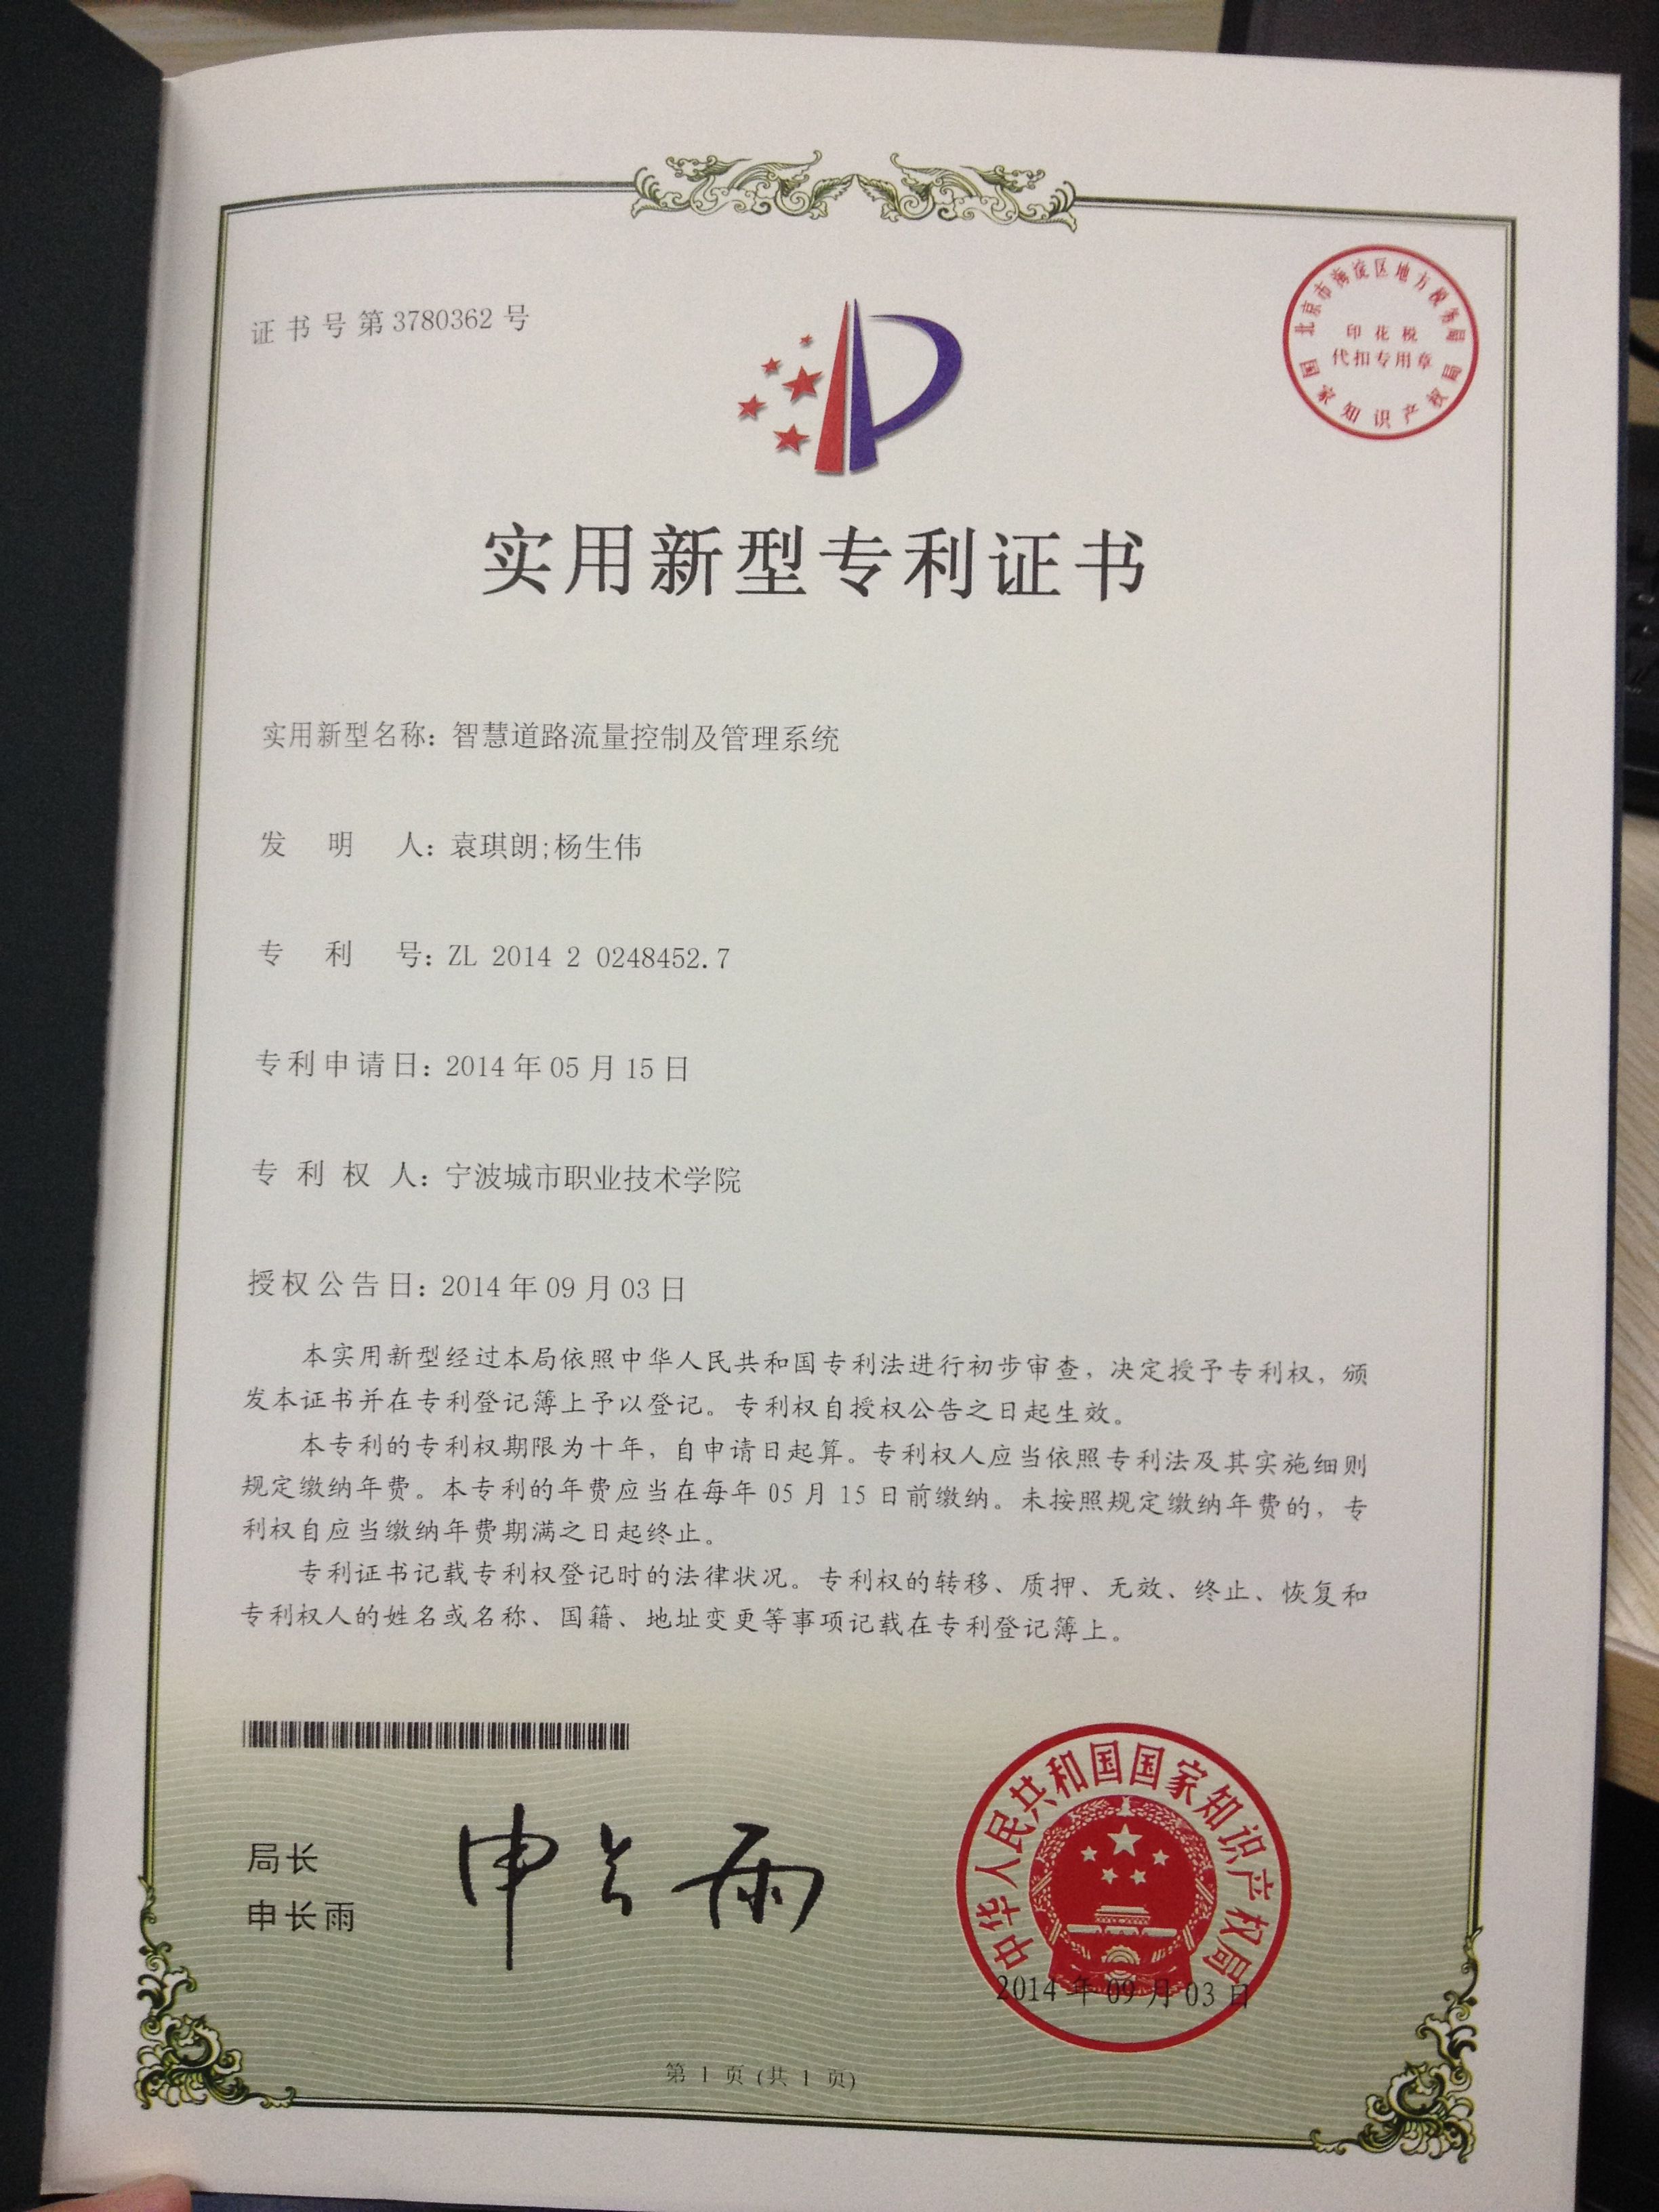 证书号第3780362号
北京市海淀区地方税务局
印花税
代扣专用章
国家知识产权局
实用新型专利证书
实用新型名称：智慧道路流量控制及管理系统
发明人：袁琪朗;杨生伟
专利号：ZL 2014 2 0248452.7
专利申请日：2014年05月15日
专利权人：宁波城市职业技术学院
授权公告日：2014年09月03日
本实用新型经过本局依照中华人民共和国专利法进行初步审查，决定授予专利权，颁
发本证书并在专利登记簿上予以登记。专利权自授权公告之日起生效。
本专利的专利权期限为十年，自申请日起算。专利权人应当依照专利法及其实施细则
规定缴纳年费。本专利的年费应当在每年05月15日前缴纳。未按照规定缴纳年费的，专
利权自应当缴纳年费期满之日起终止。
专利证书记载专利权登记时的法律状况。专利权的转移、质押、无效、终止、恢复和
专利权人的姓名或名称、国籍、地址变更等事项记载在专利登记簿上。
局长
申长雨
申长雨
中华人民共和国国家知识产权局
2014年09月03日
第1页(共1页)